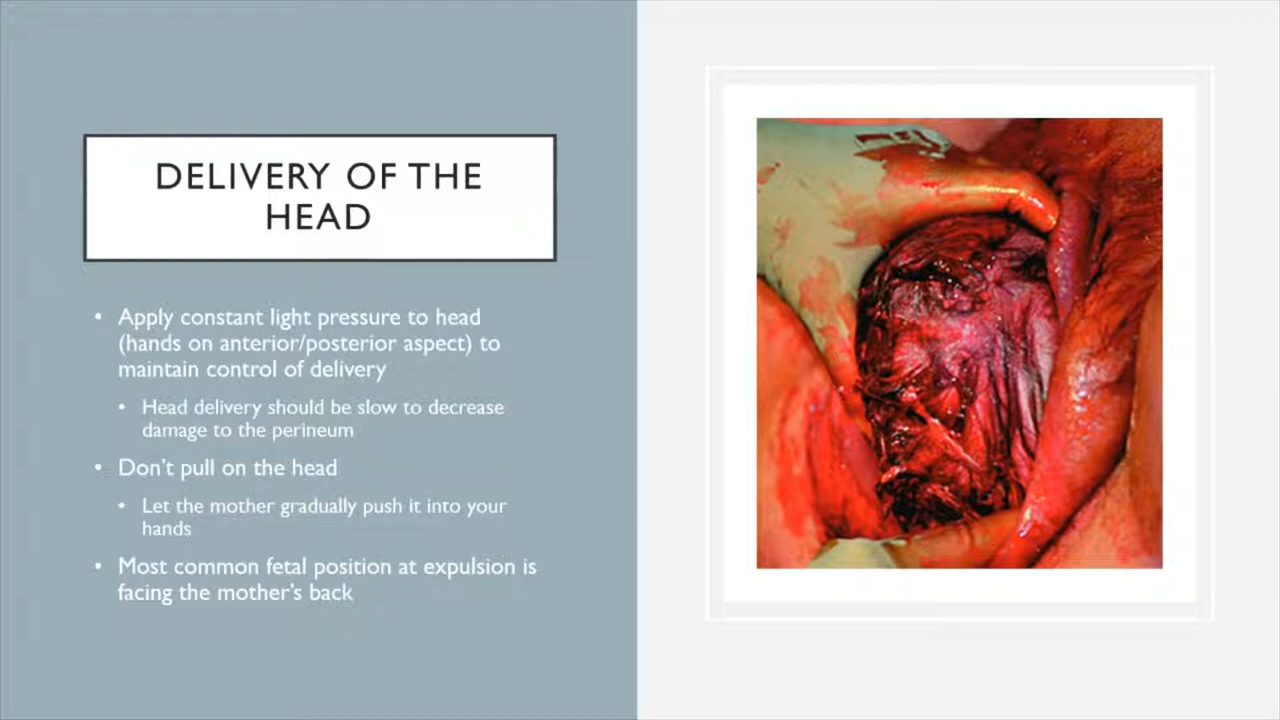 DELIVERY OF THE
HEAD
• Apply constant light pressure to head
(hands on anterior/posterior aspect) to
maintain control of delivery
• Head delivery should be slow to decrease
damage to the perineum
• Don't pull on the head
• Let the mother gradually push it into your
hands
• Most common fetal position at expulsion is
facing the mother's back